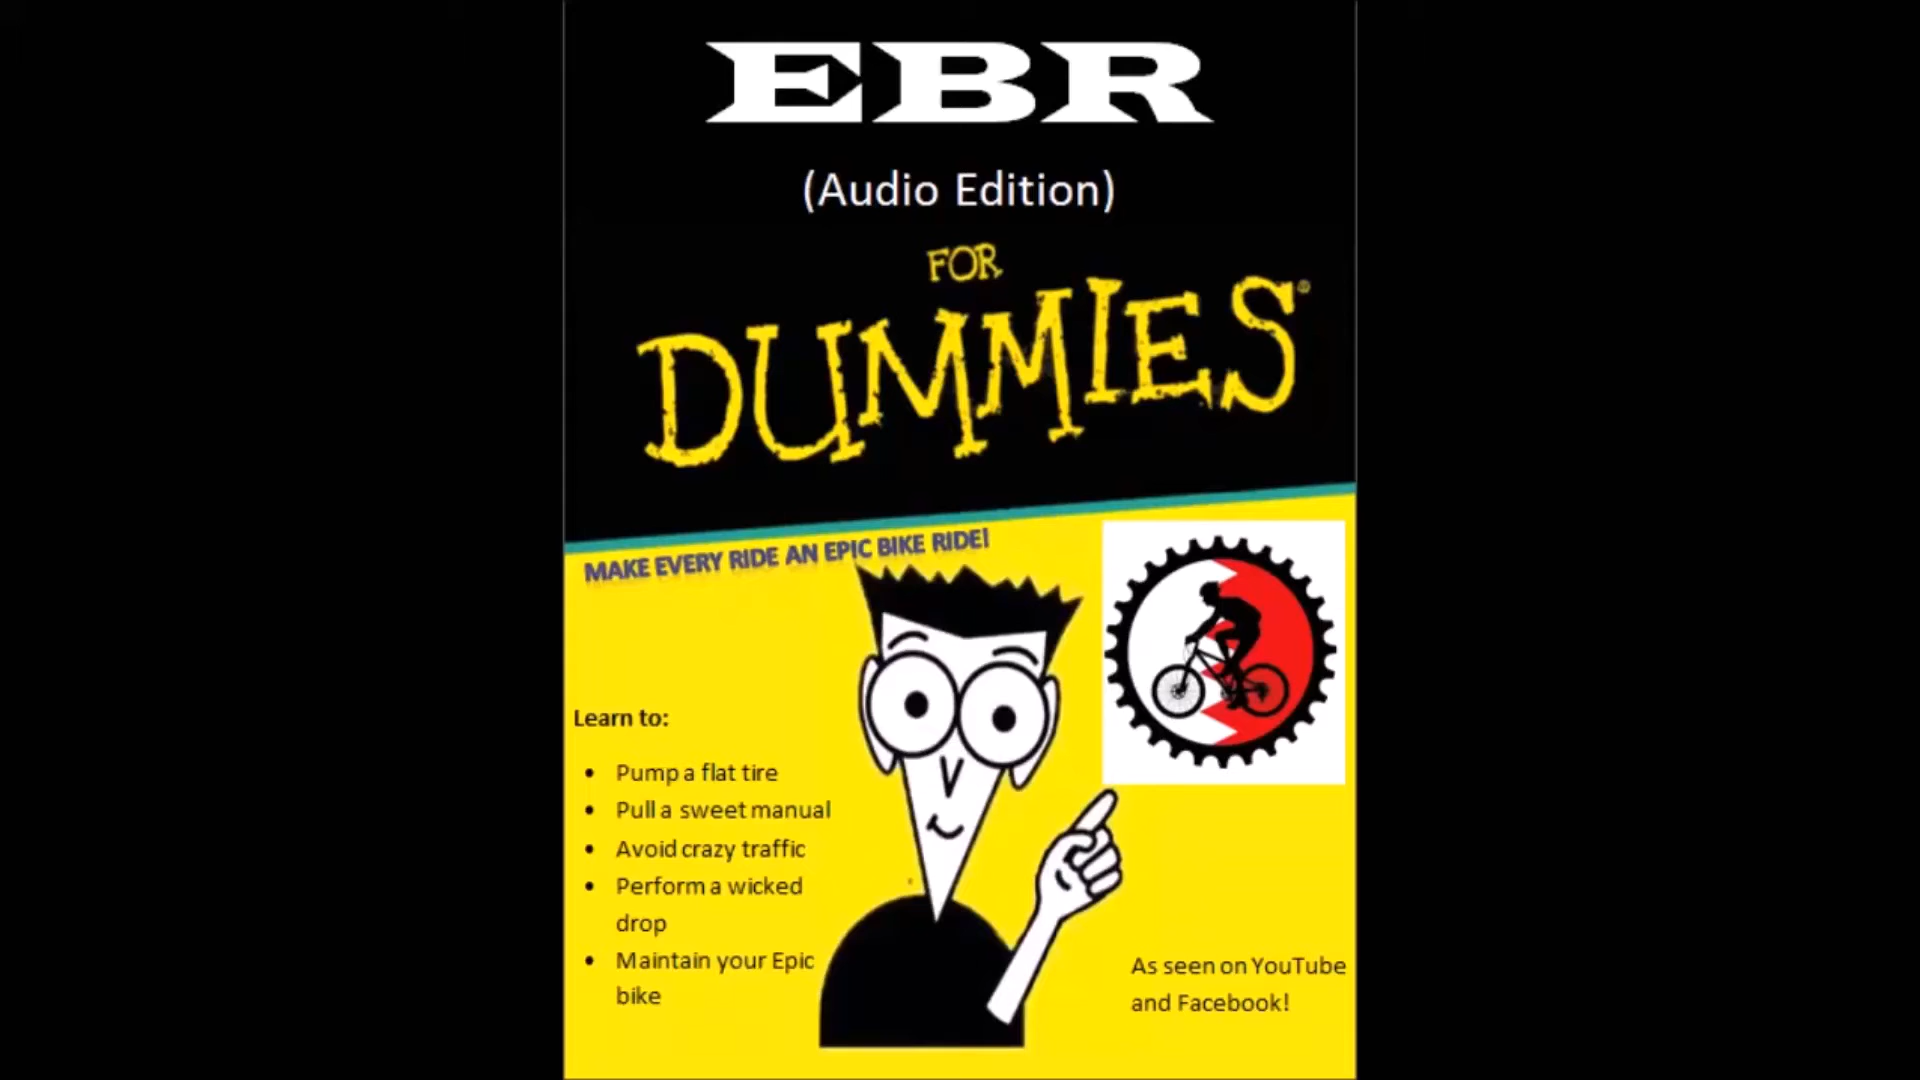 EBR
(Audio Edition)
FOR
DUMMIES®
MAKE EVERY RIDE AN EPIC BIKE RIDE!
Learn to:
• Pump a flat tire
• Pull a sweet manual
• Avoid crazy traffic
• Perform a wicked
drop
• Maintain your Epic
bike
As seen on YouTube
and Facebook!